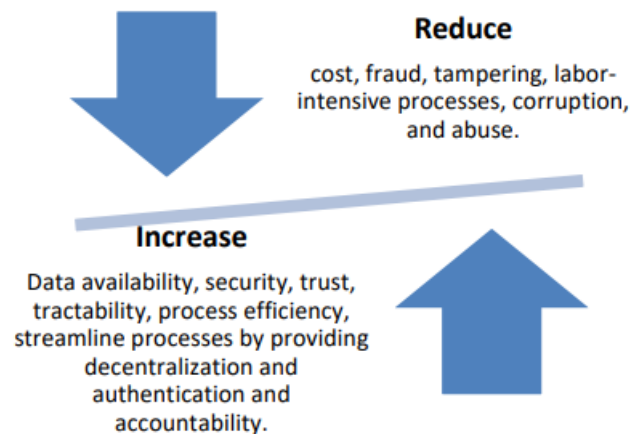 Reduce
cost, fraud, tampering, labor-
intensive processes, corruption,
and abuse.
Increase
Data availability, security, trust,
tractability, process efficiency,
streamline processes by providing
decentralization and
authentication and
accountability.